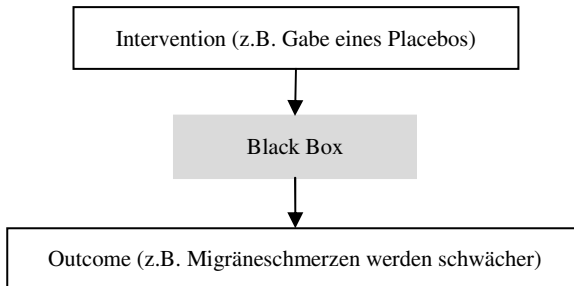 Intervention (z.B. Gabe eines Placebos)
Black Box
Outcome (z.B. Migräneschmerzen werden schwächer)